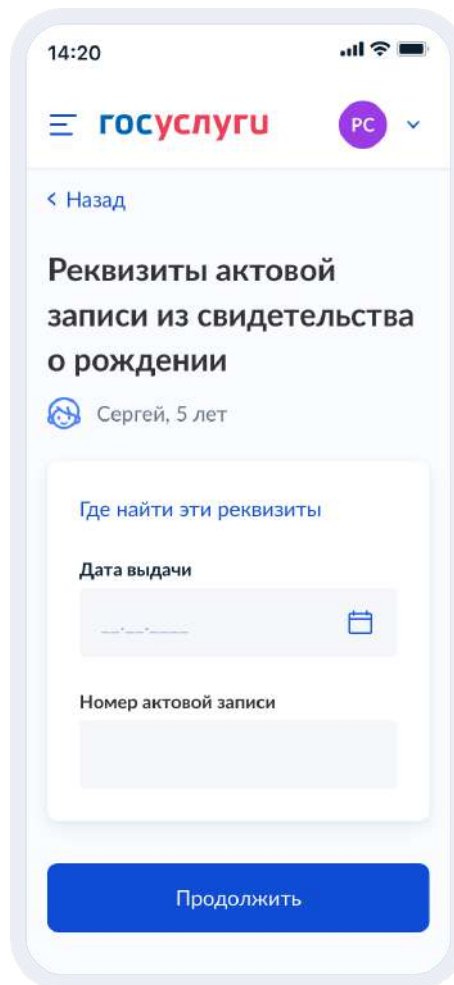 14:20
госуслуги
РС
Назад
Реквизиты актовой
записи из свидетельства
о рождении
Сергей, 5 лет
Где найти эти реквизиты
Дата выдачи
__.__.____
Номер актовой записи
Продолжить